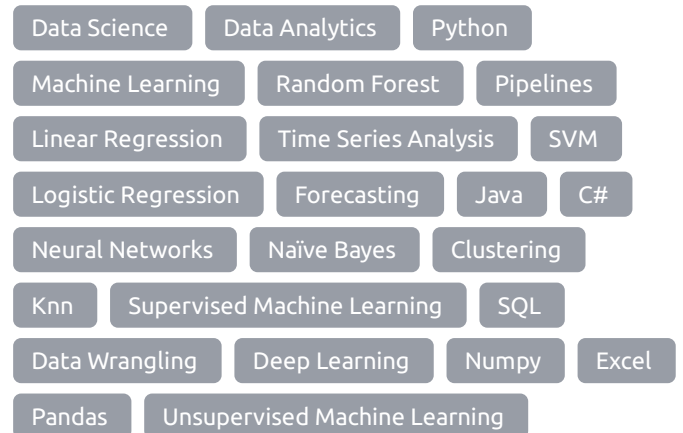 Data Science Data Analytics Python
Machine Learning Random Forest Pipelines
Linear Regression Time Series Analysis SVM
Logistic Regression Forecasting Java C#
Neural Networks Naïve Bayes Clustering
Knn Supervised Machine Learning SQL
Data Wrangling Deep Learning Numpy Excel
Pandas Unsupervised Machine Learning